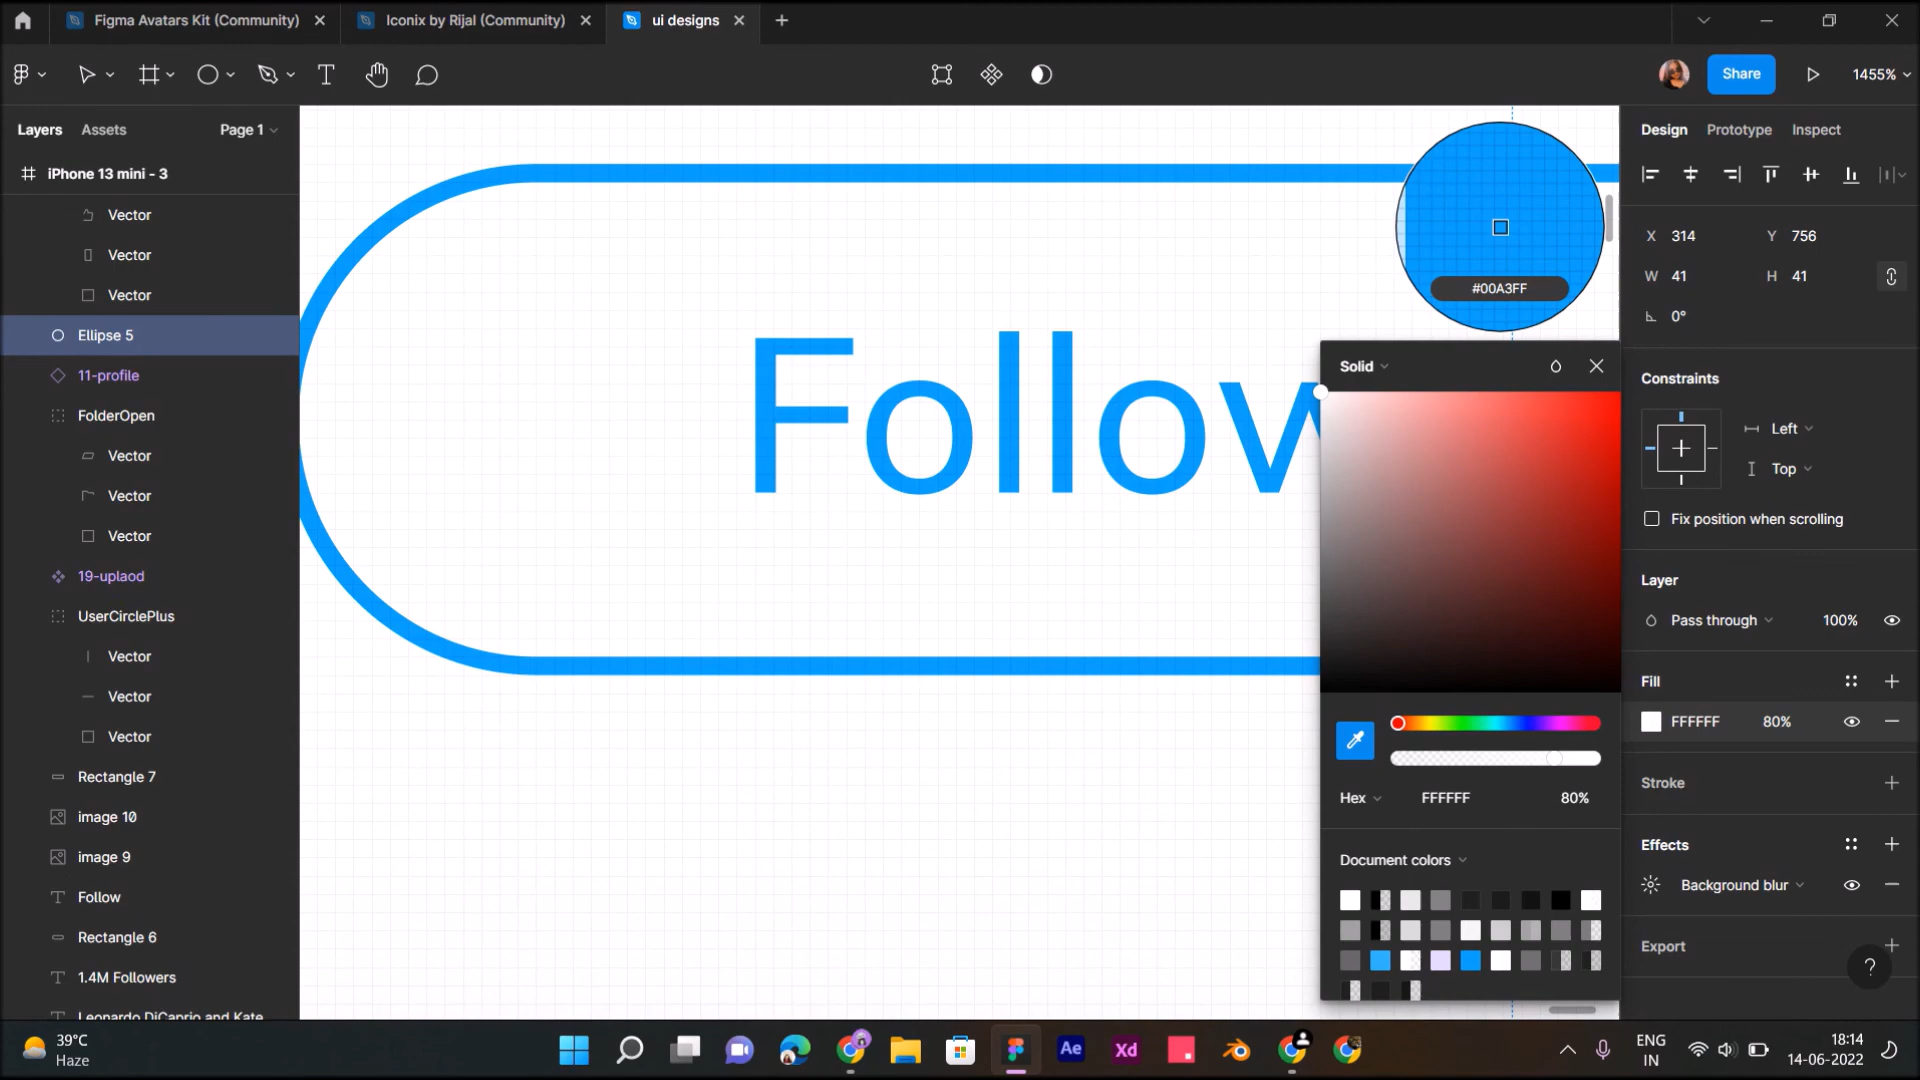 Figma Avatars Kit (Community)
Iconix by Rijal (Community)
ui designs
Share
1455%
Layers
Assets
Page 1
Design
Prototype
Inspect
iPhone 13 mini - 3
Vector
Vector
Vector
Ellipse 5
11-profile
FolderOpen
Vector
Vector
Vector
19-uplaod
UserCirclePlus
Vector
Vector
Vector
Rectangle 7
image 10
image 9
Follow
Rectangle 6
1.4M Followers
Leonardo DiCaprio and Kate
Follow
#00A3FF
Solid
Hex
FFFFFF
80%
Document colors
X 314
Y 756
W 41
H 41
0°
Constraints
Left
Top
Fix position when scrolling
Layer
Pass through
100%
Fill
FFFFFF
80%
Stroke
Effects
Background blur
Export
?
39°C
Haze
Ae
Xd
ENG
IN
18:14
14-06-2022